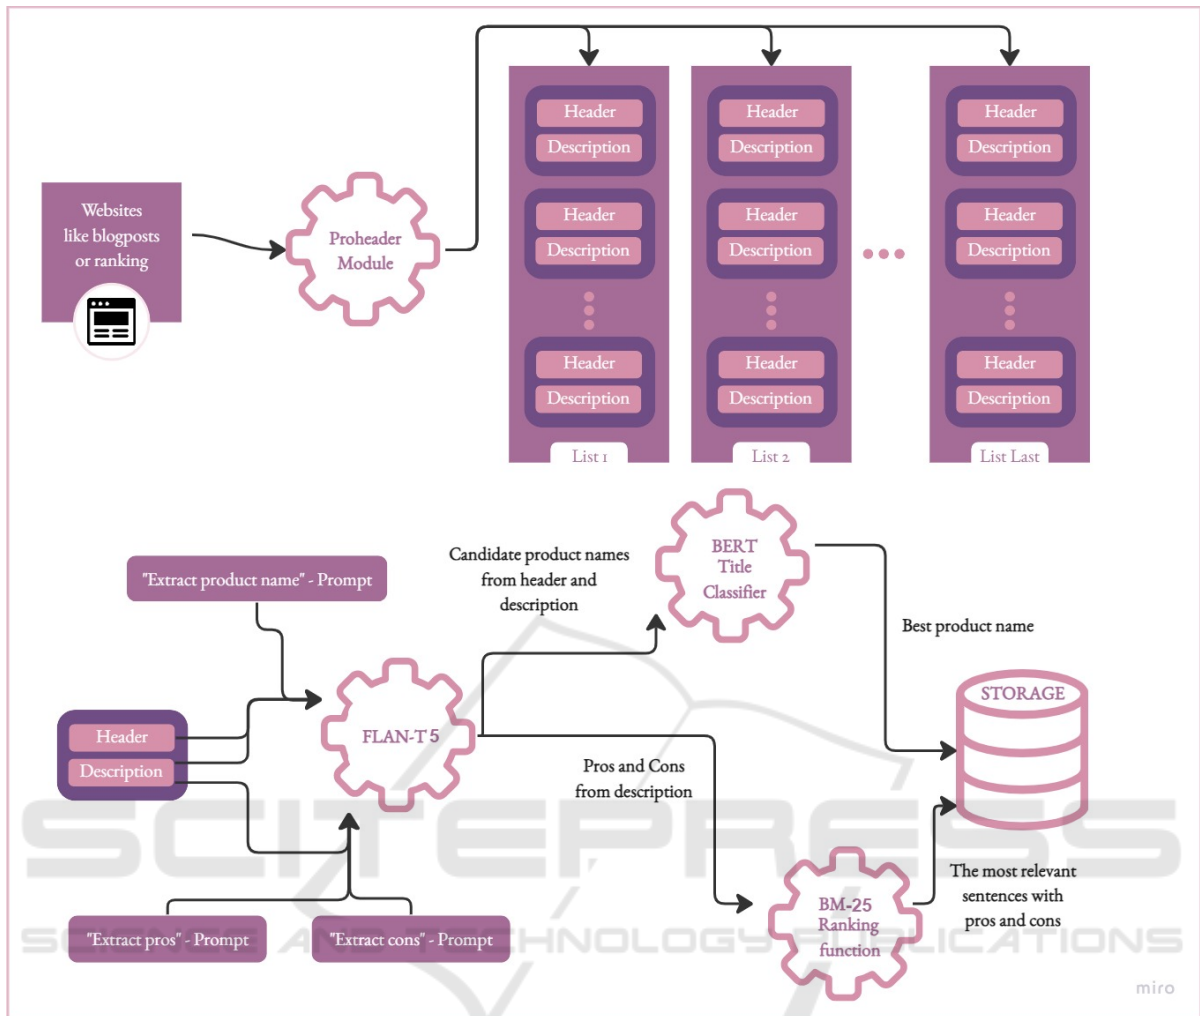 Websites
like blogposts
or ranking
Proheader
Module
Header
Description
Header
Description
Header
Description
List 1
Header
Description
Header
Description
Header
Description
List 2
Header
Description
Header
Description
Header
Description
List Last
"Extract product name" - Prompt
Header
Description
"Extract pros" - Prompt
"Extract cons" - Prompt
FLAN-T5
Candidate product names
from header and
description
BERT
Title
Classifier
Best product name
Pros and Cons
from description
BM-25
Ranking
function
The most relevant
sentences with
pros and cons
STORAGE
SCITEPRESS
SCIENCE AND TECHNOLOGY PUBLICATIONS
miro